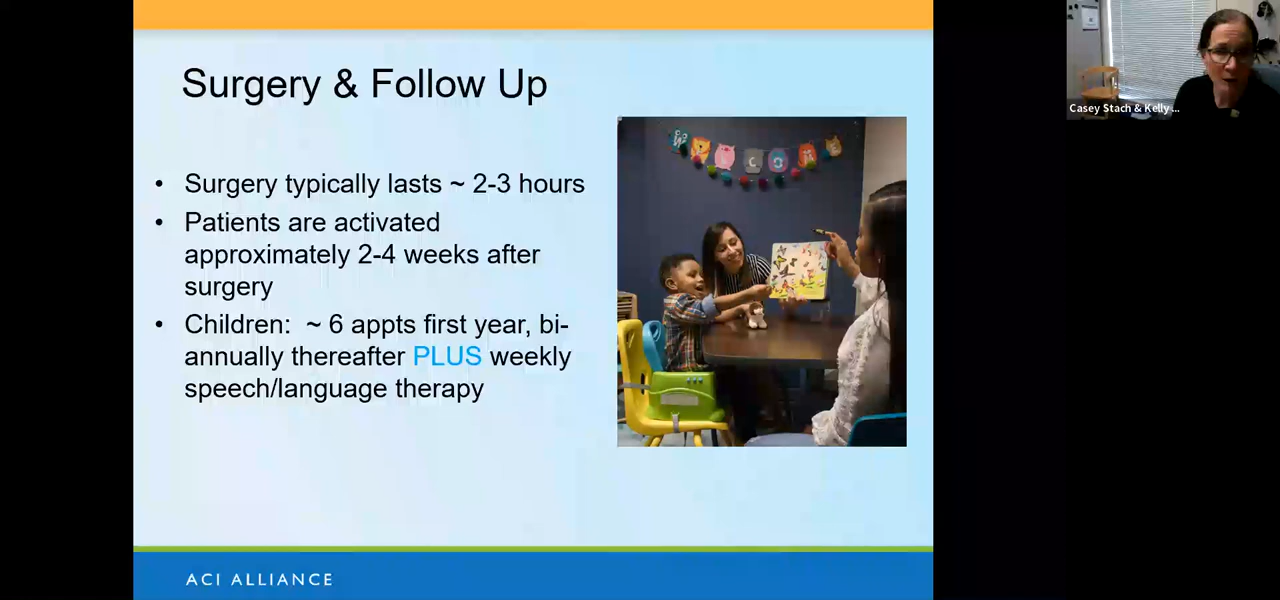 Surgery & Follow Up
• Surgery typically lasts ~ 2-3 hours
• Patients are activated
approximately 2-4 weeks after
surgery
• Children:  ~ 6 appts first year, bi-
annually thereafter PLUS weekly
speech/language therapy
WELCOME
ACI ALLIANCE
Casey Stach & Kelly ...